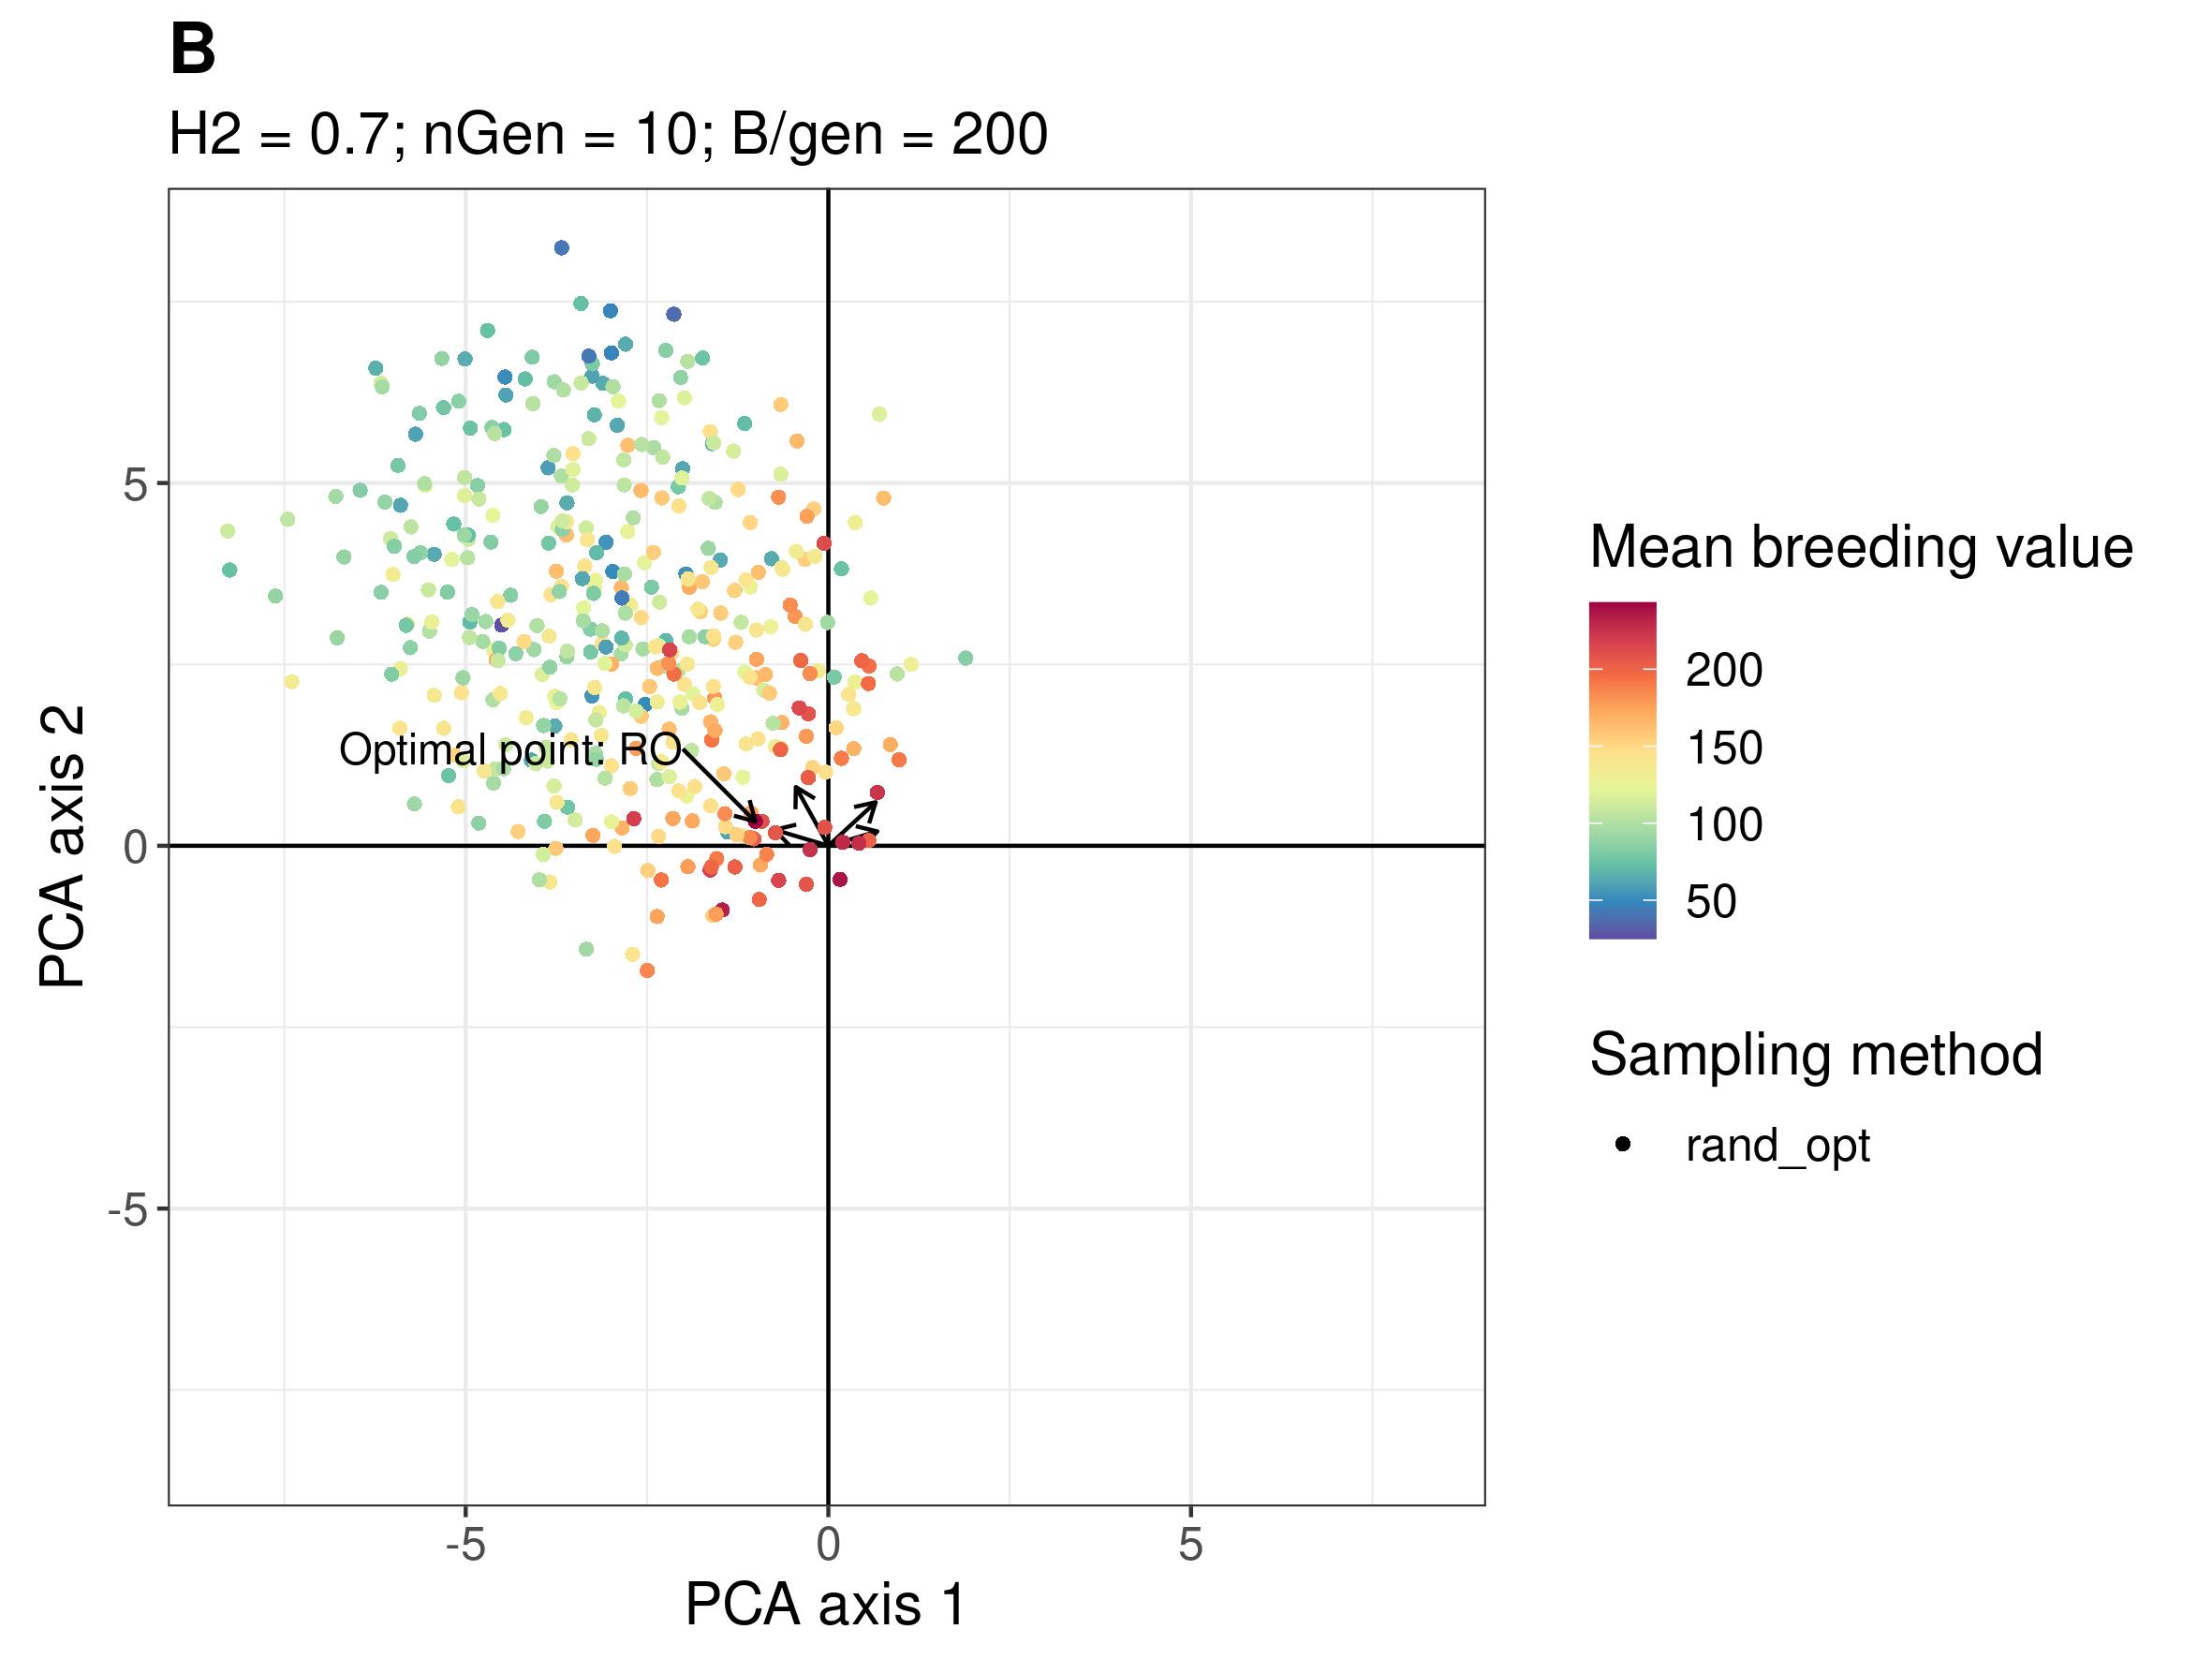 B
H2 = 0.7; nGen = 10; B/gen = 200
PCA axis 2
5
0
-5
Optimal point: RO
-5
0
5
PCA axis 1
Mean breeding value
200
150
100
50
Sampling method
rand_opt